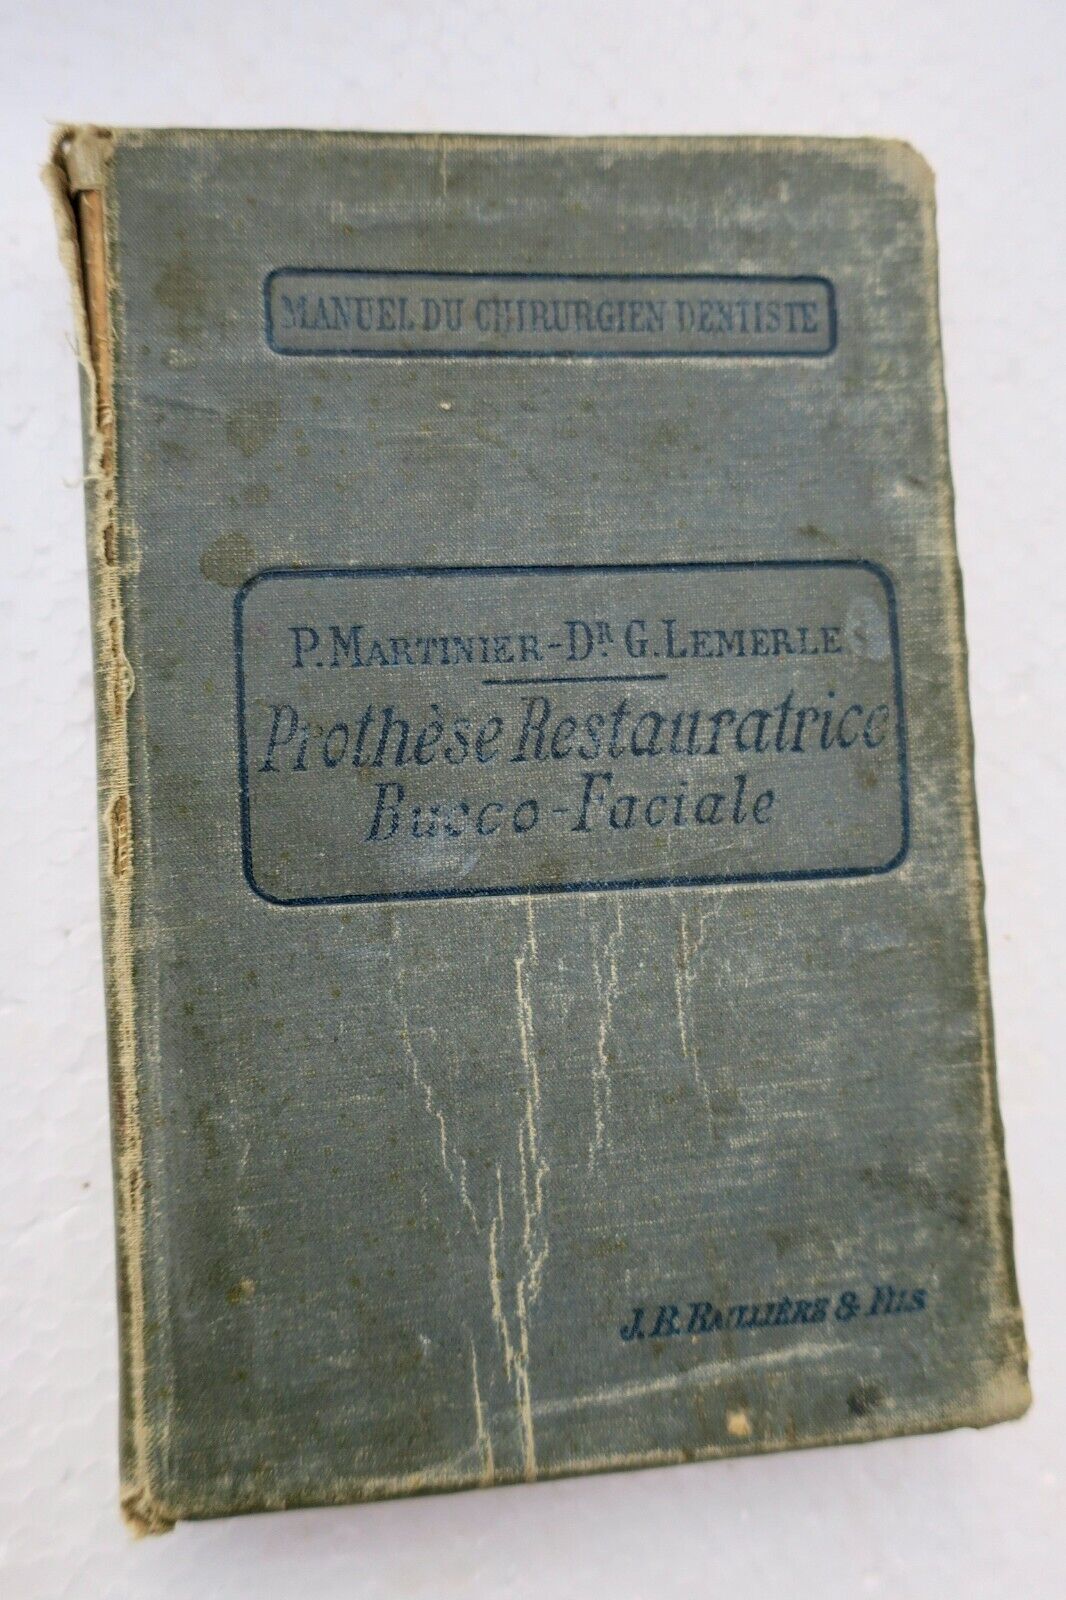 MANUEL DU CHIRURGIEN DENTISTE
P. MARTINIER-DR G. LEMERLE
Prothèse Restauratrice
Bucco-Faciale
J.B. BAILLIÈRE & FILS